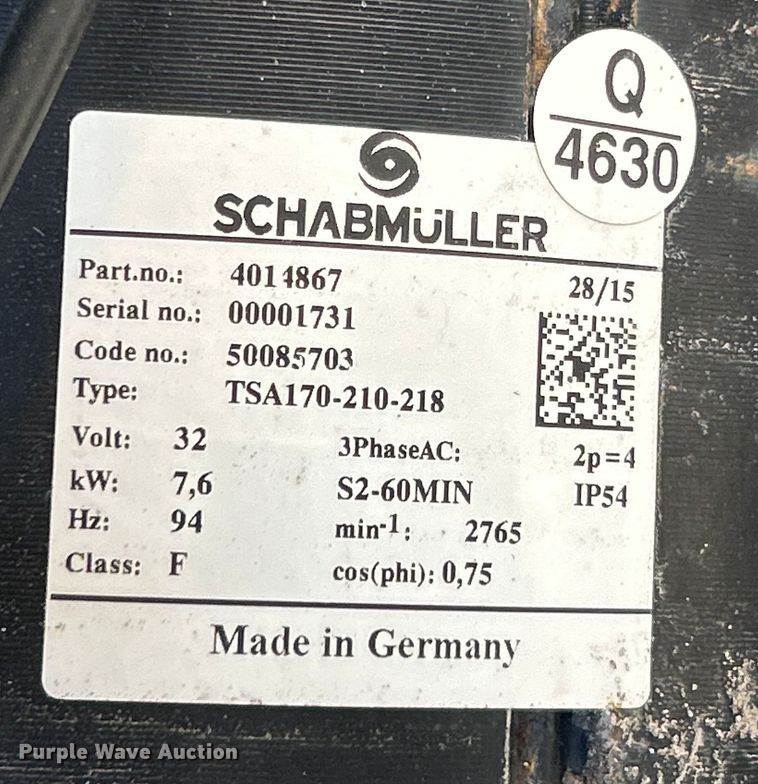 Q
4630
SCHABMÜLLER
Part.no.: 4014867 28/15
Serial no.: 00001731
Code no.: 50085703
Type: TSA170-210-218
Volt: 32 3PhaseAC: 2p=4
kW: 7,6 S2-60MIN IP54
Hz: 94 min-1: 2765
Class: F cos(phi): 0,75
Made in Germany
Purple Wave Auction